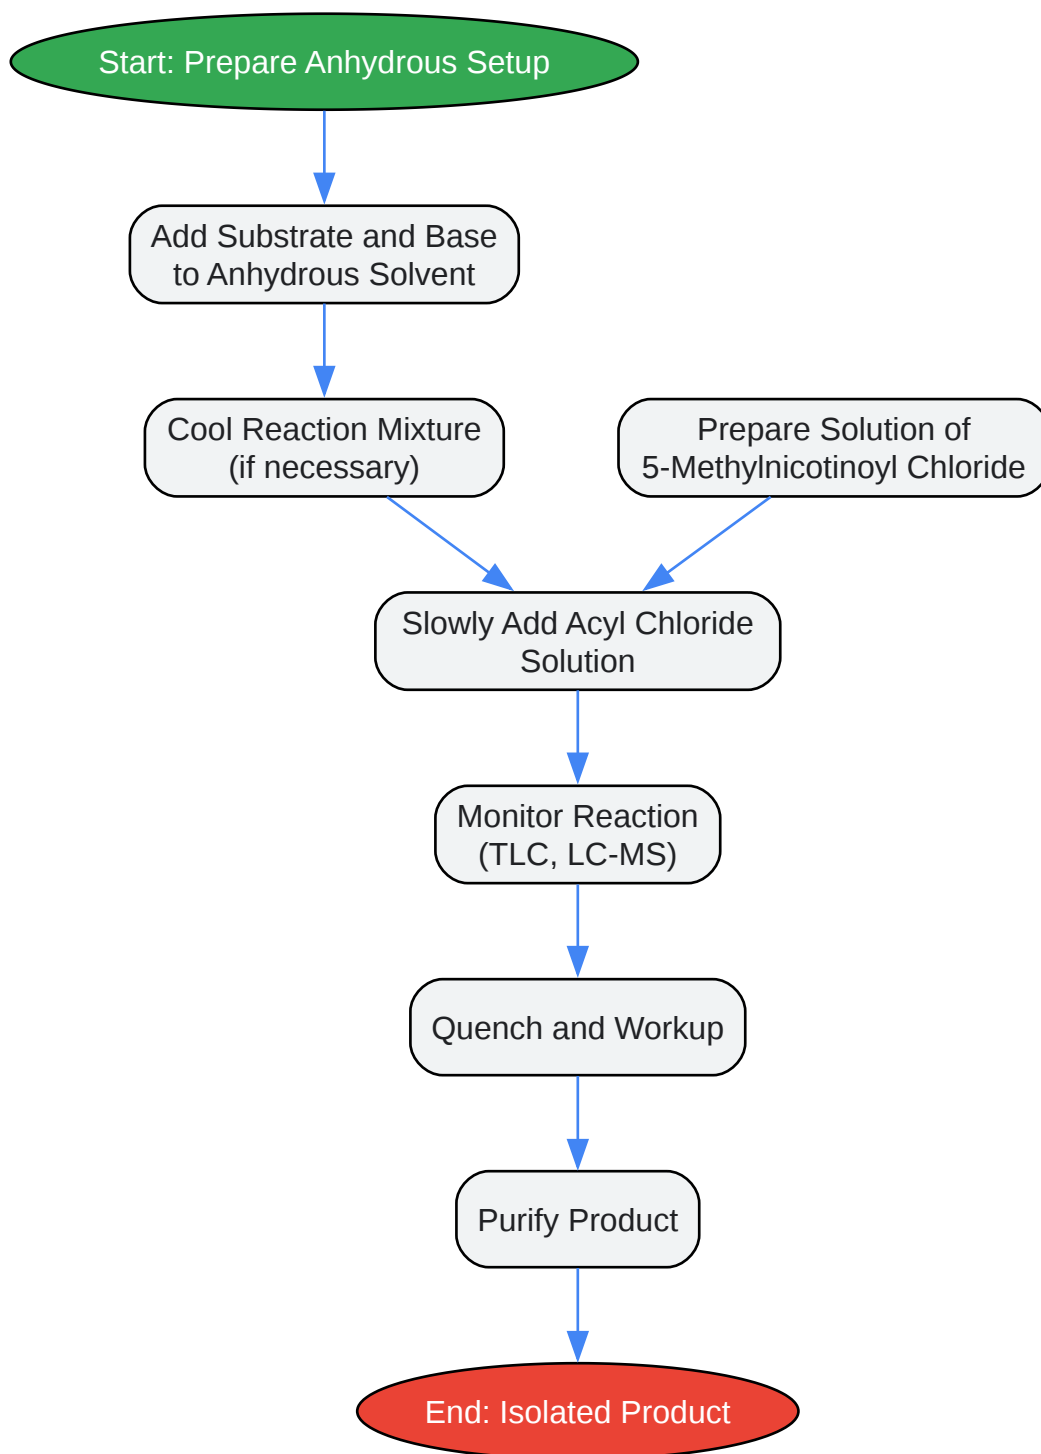 Start: Prepare Anhydrous Setup
Add Substrate and Base
to Anhydrous Solvent
Cool Reaction Mixture
(if necessary)
Prepare Solution of
5-Methylnicotinoyl Chloride
Slowly Add Acyl Chloride
Solution
Monitor Reaction
(TLC, LC-MS)
Quench and Workup
Purify Product
End: Isolated Product